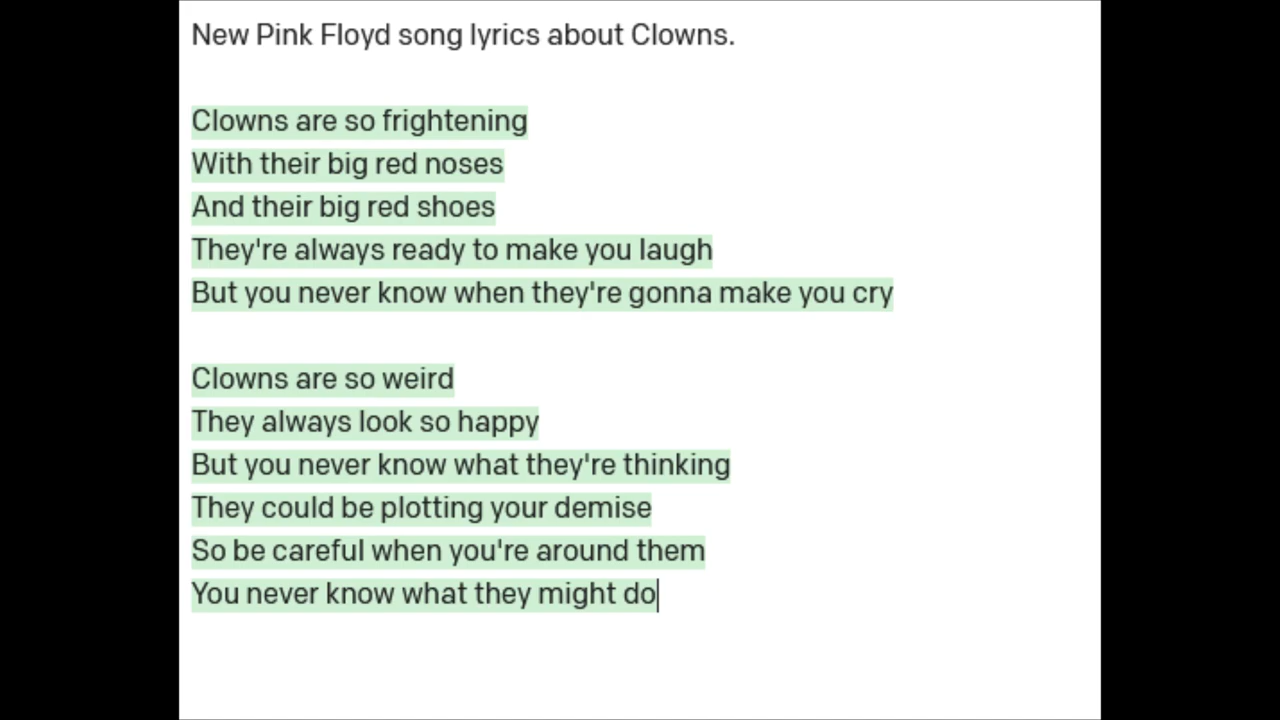 New Pink Floyd song lyrics about Clowns.
Clowns are so frightening
With their big red noses
And their big red shoes
They're always ready to make you laugh
But you never know when they're gonna make you cry
Clowns are so weird
They always look so happy
But you never know what they're thinking
They could be plotting your demise
So be careful when you're around them
You never know what they might do